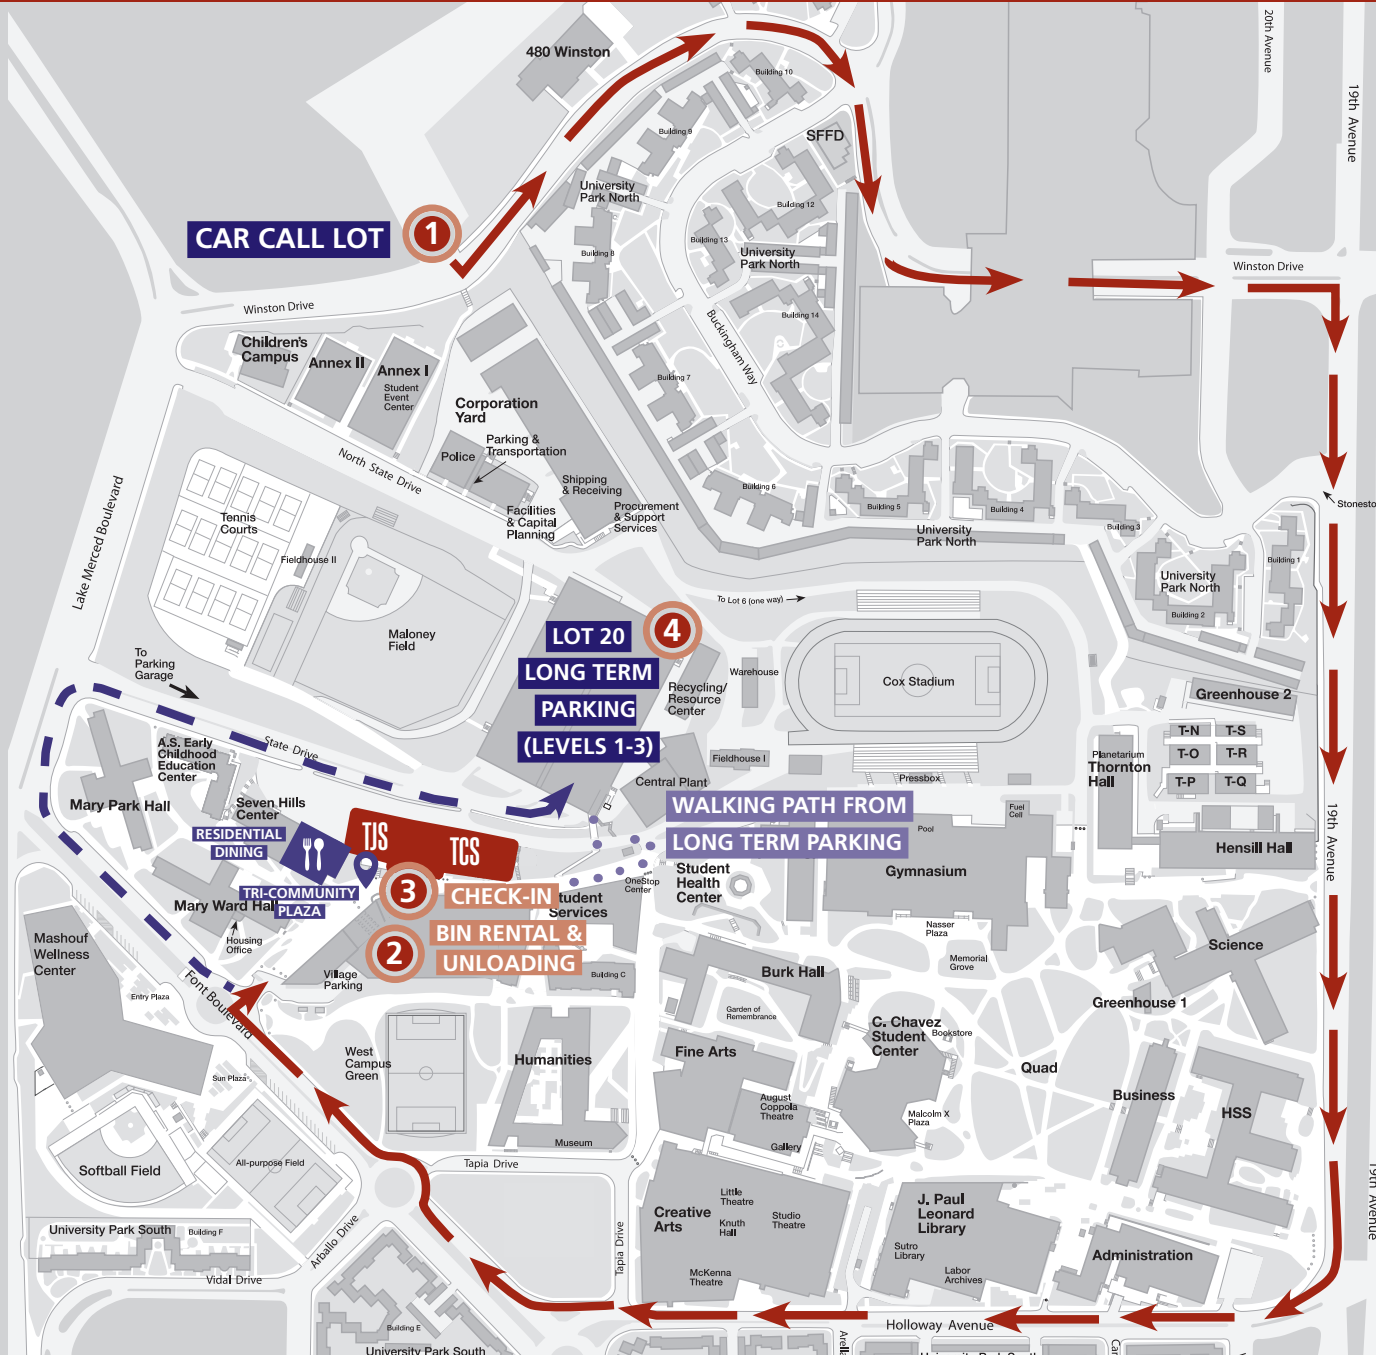 480 Winston
Building 10
20th Avenue
19th Avenue
Building 9
SFFD
University
Park North
Building 12
CAR CALL LOT
1
Building 8
Building 13
University
Park North
Winston Drive
Winston Drive
Building 14
Buckingham Way
Children's
Campus
Annex II
Annex I
Student
Event
Center
Building 7
Corporation
Yard
Parking &
Transportation
Police
North State Drive
Shipping
& Receiving
Building 6
Facilities
& Capital
Planning
Procurement
& Support
Services
Building 5
Building 4
Building 3
University
Park North
Stonesto
Lake Merced Boulevard
Tennis
Courts
Fieldhouse II
Building 1
University
Park North
Building 2
To Lot 6 (one way)
Maloney
Field
LOT 20
LONG TERM
PARKING
(LEVELS 1-3)
4
To
Parking
Garage
Recycling/
Resource
Center
Warehouse
Cox Stadium
Greenhouse 2
T-N
T-S
T-O
T-R
T-P
T-Q
State Drive
A.S. Early
Childhood
Education
Center
Fieldhouse I
Pressbox
Planetarium
Thornton
Hall
Central Plant
Mary Park Hall
Seven Hills
Center
RESIDENTIAL
DINING
TJS
TCS
WALKING PATH FROM
LONG TERM PARKING
Pool
Fuel
Cell
Hensill Hall
19th Avenue
Gymnasium
Student
Health
Center
OneStop
Center
TRI-COMMUNITY
PLAZA
Mary Ward Hall
3
CHECK-IN
tudent
Services
BIN RENTAL &
UNLOADING
2
Housing
Office
Mashouf
Wellness
Center
Nasser
Plaza
Memorial
Grove
Science
Village
Parking
Building C
Burk Hall
Entry Plaza
Font Boulevard
Greenhouse 1
Garden of
Remembrance
C. Chavez
Student
Center
Bookstore
West
Campus
Green
Humanities
Fine Arts
Quad
Sun Plaza
Business
HSS
August
Coppola
Theatre
Malcolm X
Plaza
Museum
Gallery
Softball Field
All-purpose Field
Tapia Drive
19th Avenue
Little
Theatre
Creative
Arts
Knuth
Hall
Studio
Theatre
J. Paul
Leonard
Library
University Park South
Building F
Arballo Drive
Tapia Drive
Sutro
Library
Administration
McKenna
Theatre
Labor
Archives
Vidal Drive
Building E
Holloway Avenue
University Park South